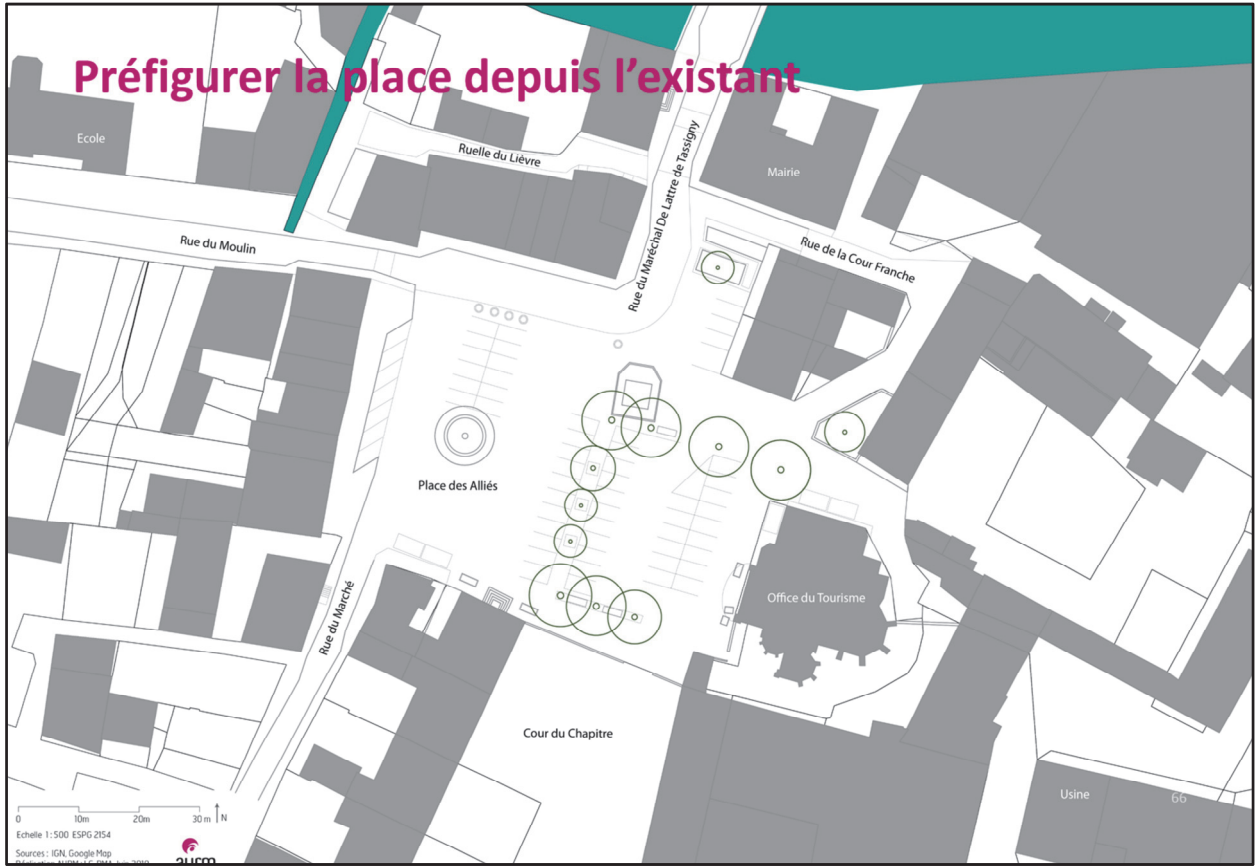 Préfigurer la place depuis l'existant
Ecole
Ruelle du Lièvre
Rue du Maréchal De Lattre de Tassigny
Mairie
Rue du Moulin
Rue de la Cour Franche
Place des Alliés
Rue du Marché
Office du Tourisme
Cour du Chapitre
Usine
66
0 10m 20m 30 m N
Echelle 1:500 ESPG 2154
Sources : IGN, Google Map
aurm